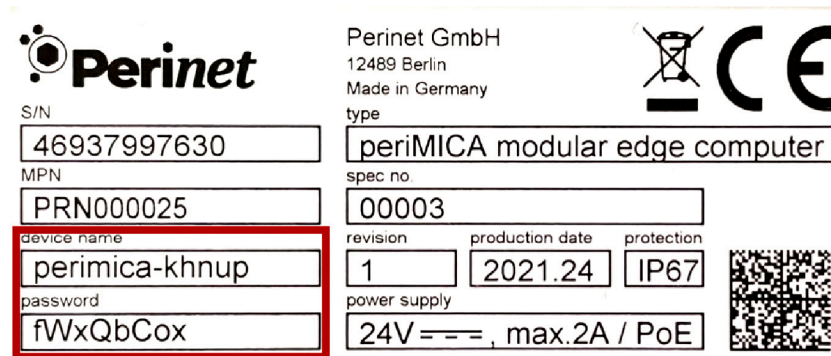 Perinet
Perinet GmbH
12489 Berlin
Made in Germany
S/N
46937997630
type
periMICA modular edge computer
MPN
PRN000025
spec no.
00003
device name
perimica-khnup
revision
1
production date
2021.24
protection
IP67
password
fWxQbCox
power supply
24V ⎓, max.2A / PoE